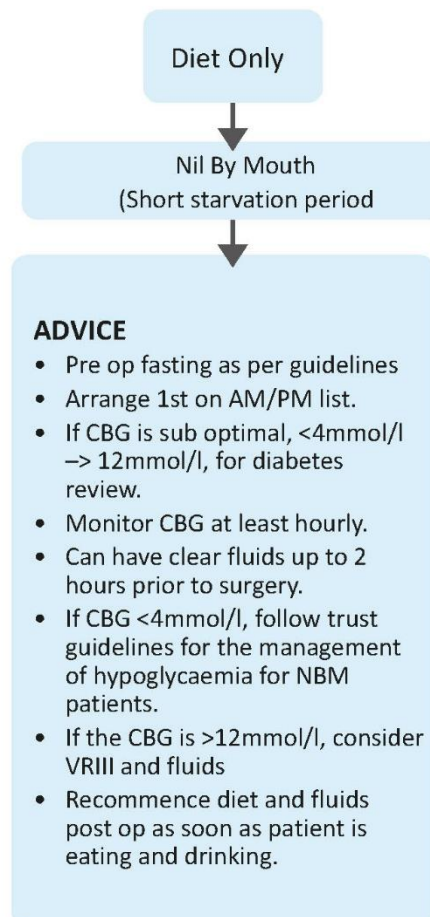 Diet Only
Nil By Mouth
(Short starvation period
ADVICE
• Pre op fasting as per guidelines
• Arrange 1st on AM/PM list.
• If CBG is sub optimal, <4mmol/l
–> 12mmol/l, for diabetes
review.
• Monitor CBG at least hourly.
• Can have clear fluids up to 2
hours prior to surgery.
• If CBG <4mmol/l, follow trust
guidelines for the management
of hypoglycaemia for NBM
patients.
• If the CBG is >12mmol/l, consider
VRIII and fluids
• Recommence diet and fluids
post op as soon as patient is
eating and drinking.